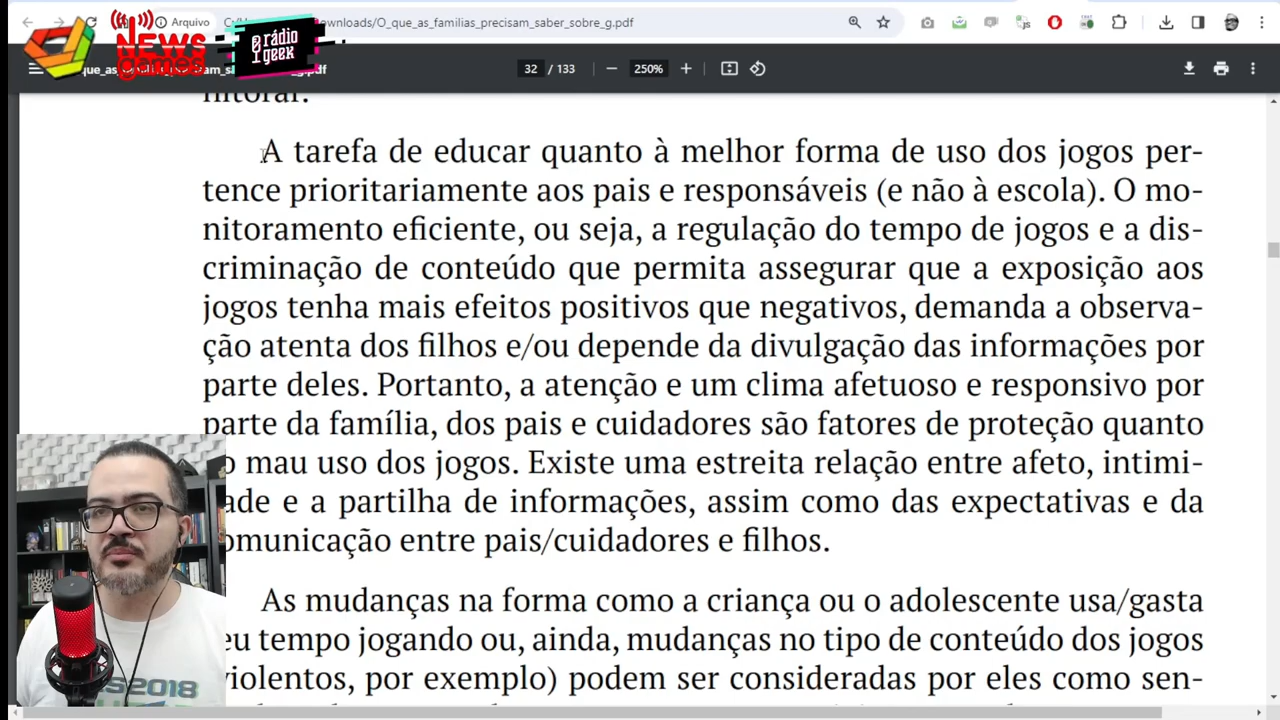 Arquivo
ownloads/O_que_as_familias_precisam_saber_sobre_g.pdf
NEWS
games
rádio
geek
32 / 133
250%
nitorar.
A tarefa de educar quanto à melhor forma de uso dos jogos per-
tence prioritariamente aos pais e responsáveis (e não à escola). O mo-
nitoramento eficiente, ou seja, a regulação do tempo de jogos e a dis-
criminação de conteúdo que permita assegurar que a exposição aos
jogos tenha mais efeitos positivos que negativos, demanda a observa-
ção atenta dos filhos e/ou depende da divulgação das informações por
parte deles. Portanto, a atenção e um clima afetuoso e responsivo por
parte da família, dos pais e cuidadores são fatores de proteção quanto
o mau uso dos jogos. Existe uma estreita relação entre afeto, intimi-
dade e a partilha de informações, assim como das expectativas e da
omunicação entre pais/cuidadores e filhos.
As mudanças na forma como a criança ou o adolescente usa/gasta
eu tempo jogando ou, ainda, mudanças no tipo de conteúdo dos jogos
violentos, por exemplo) podem ser consideradas por eles como sen-
S2018